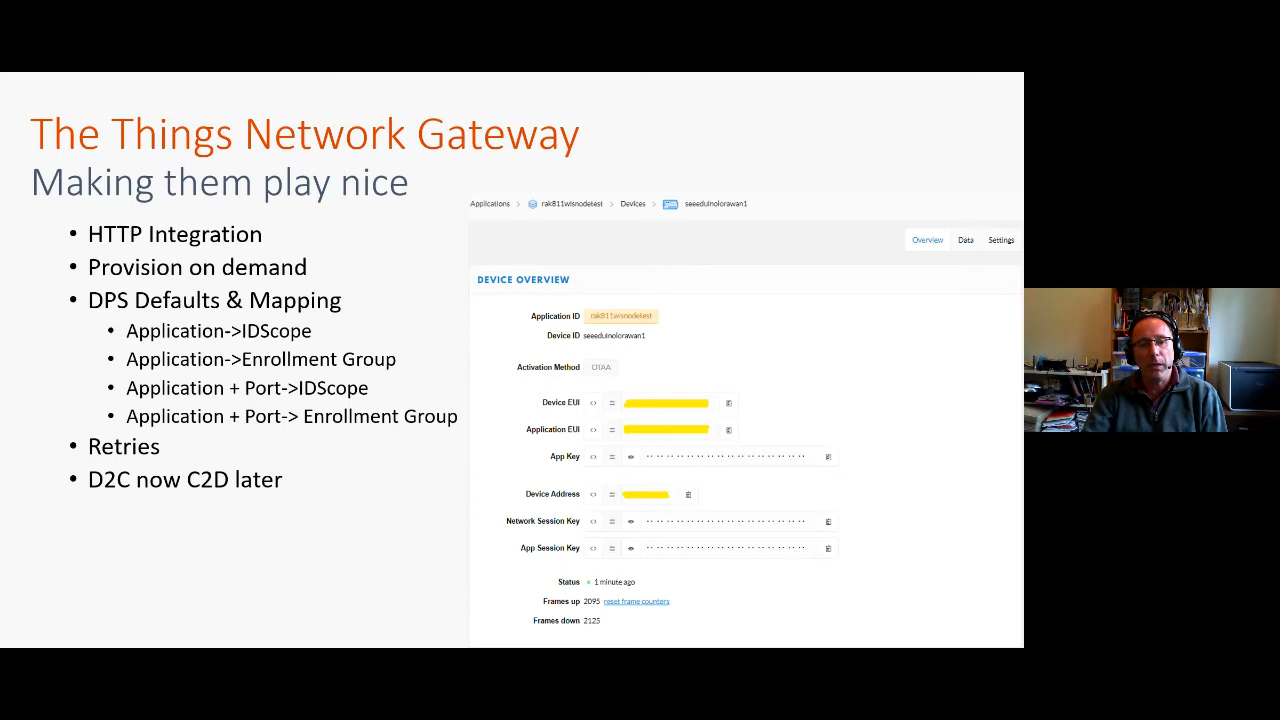 The Things Network Gateway
Making them play nice
• HTTP Integration
• Provision on demand
• DPS Defaults & Mapping
• Application->IDScope
• Application->Enrollment Group
• Application + Port->IDScope
• Application + Port-> Enrollment Group
• Retries
• D2C now C2D later
Applications > rak811wisnodetest > Devices > seeeduinolorawan1
Overview Data Settings
DEVICE OVERVIEW
Application ID rak811wisnodetest
Device ID seeeduinolorawan1
Activation Method OTAA
Device EUI
Application EUI
App Key
Device Address
Network Session Key
App Session Key
Status • 1 minute ago
Frames up 2095 reset frame counters
Frames down 2125